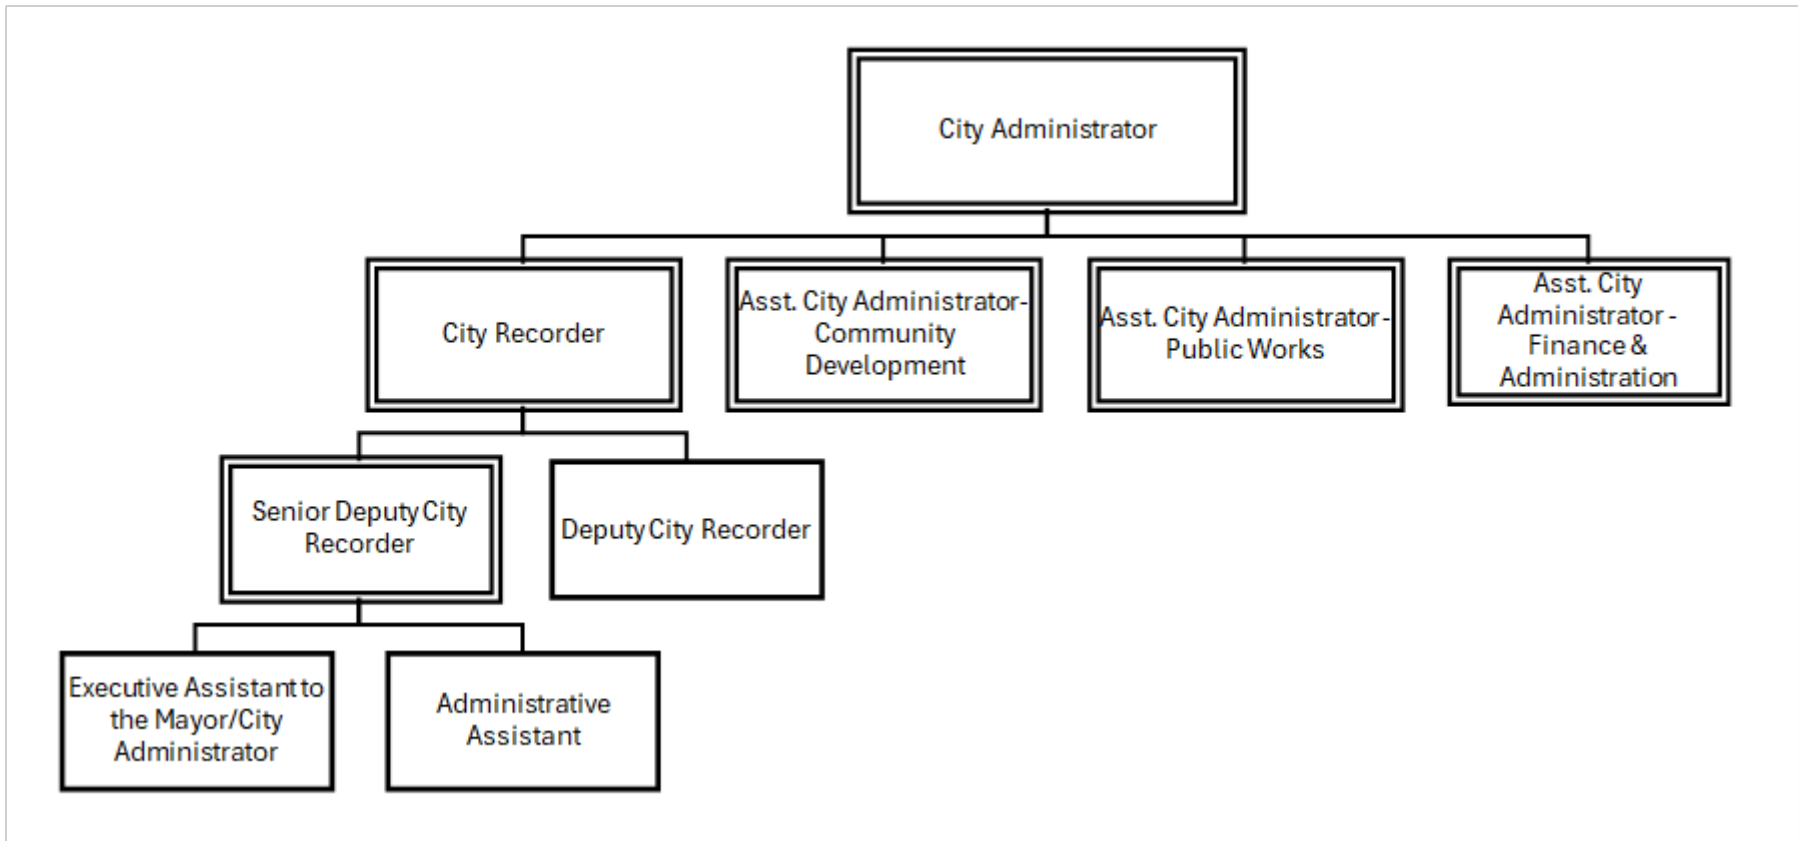 City Administrator
City Recorder
Asst. City Administrator-
Community
Development
Asst. City Administrator-
Public Works
Asst. City
Administrator -
Finance &
Administration
Senior Deputy City
Recorder
Deputy City Recorder
Executive Assistant to
the Mayor/City
Administrator
Administrative
Assistant